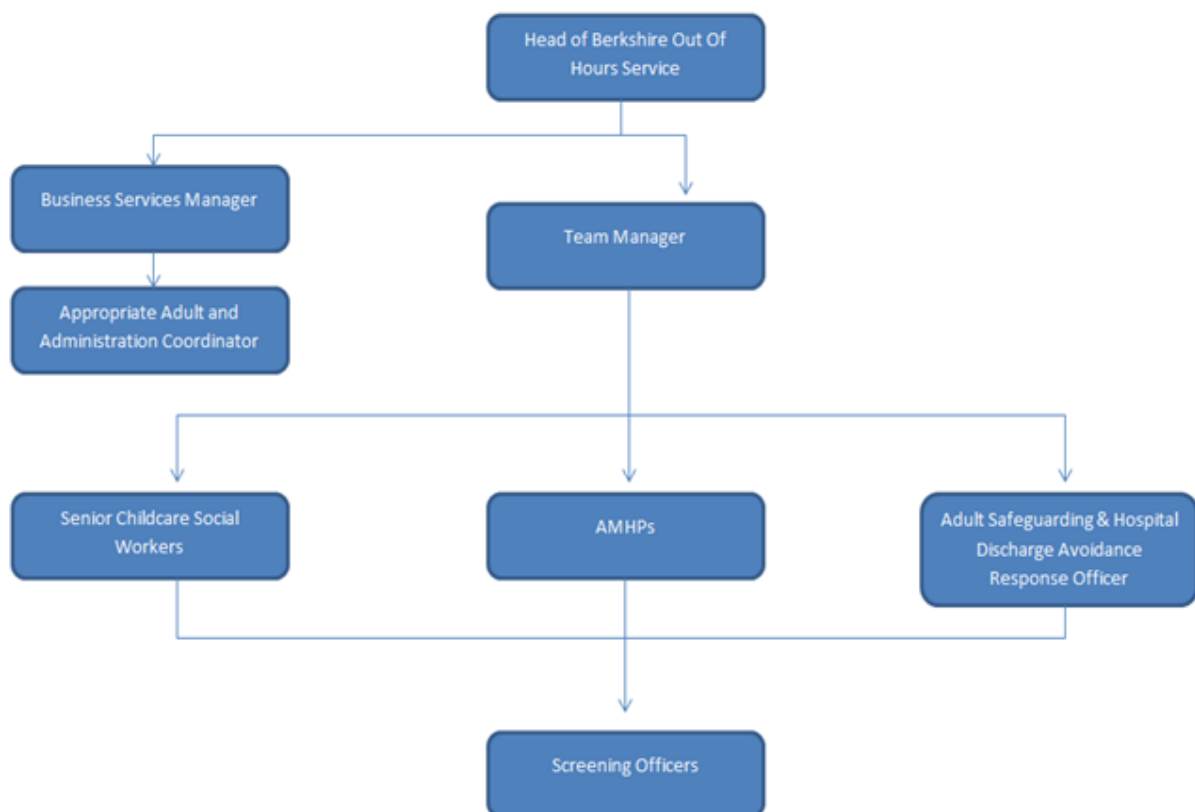 Head of Berkshire Out Of
Hours Service
Business Services Manager
Team Manager
Appropriate Adult and
Administration Coordinator
Senior Childcare Social
Workers
AMHPs
Adult Safeguarding & Hospital
Discharge Avoidance
Response Officer
Screening Officers